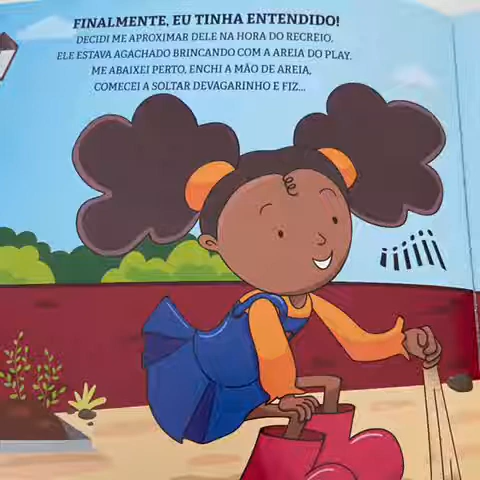 FINALMENTE, EU TINHA ENTENDIDO!
DECIDI ME APROXIMAR DELE NA HORA DO RECREIO.
ELE ESTAVA AGACHADO BRINCANDO COM A AREIA DO PLAY.
ME ABAIXEI PERTO, ENCHI A MÃO DE AREIA,
COMECEI A SOLTAR DEVAGARINHO E FIZ...
iiiiii